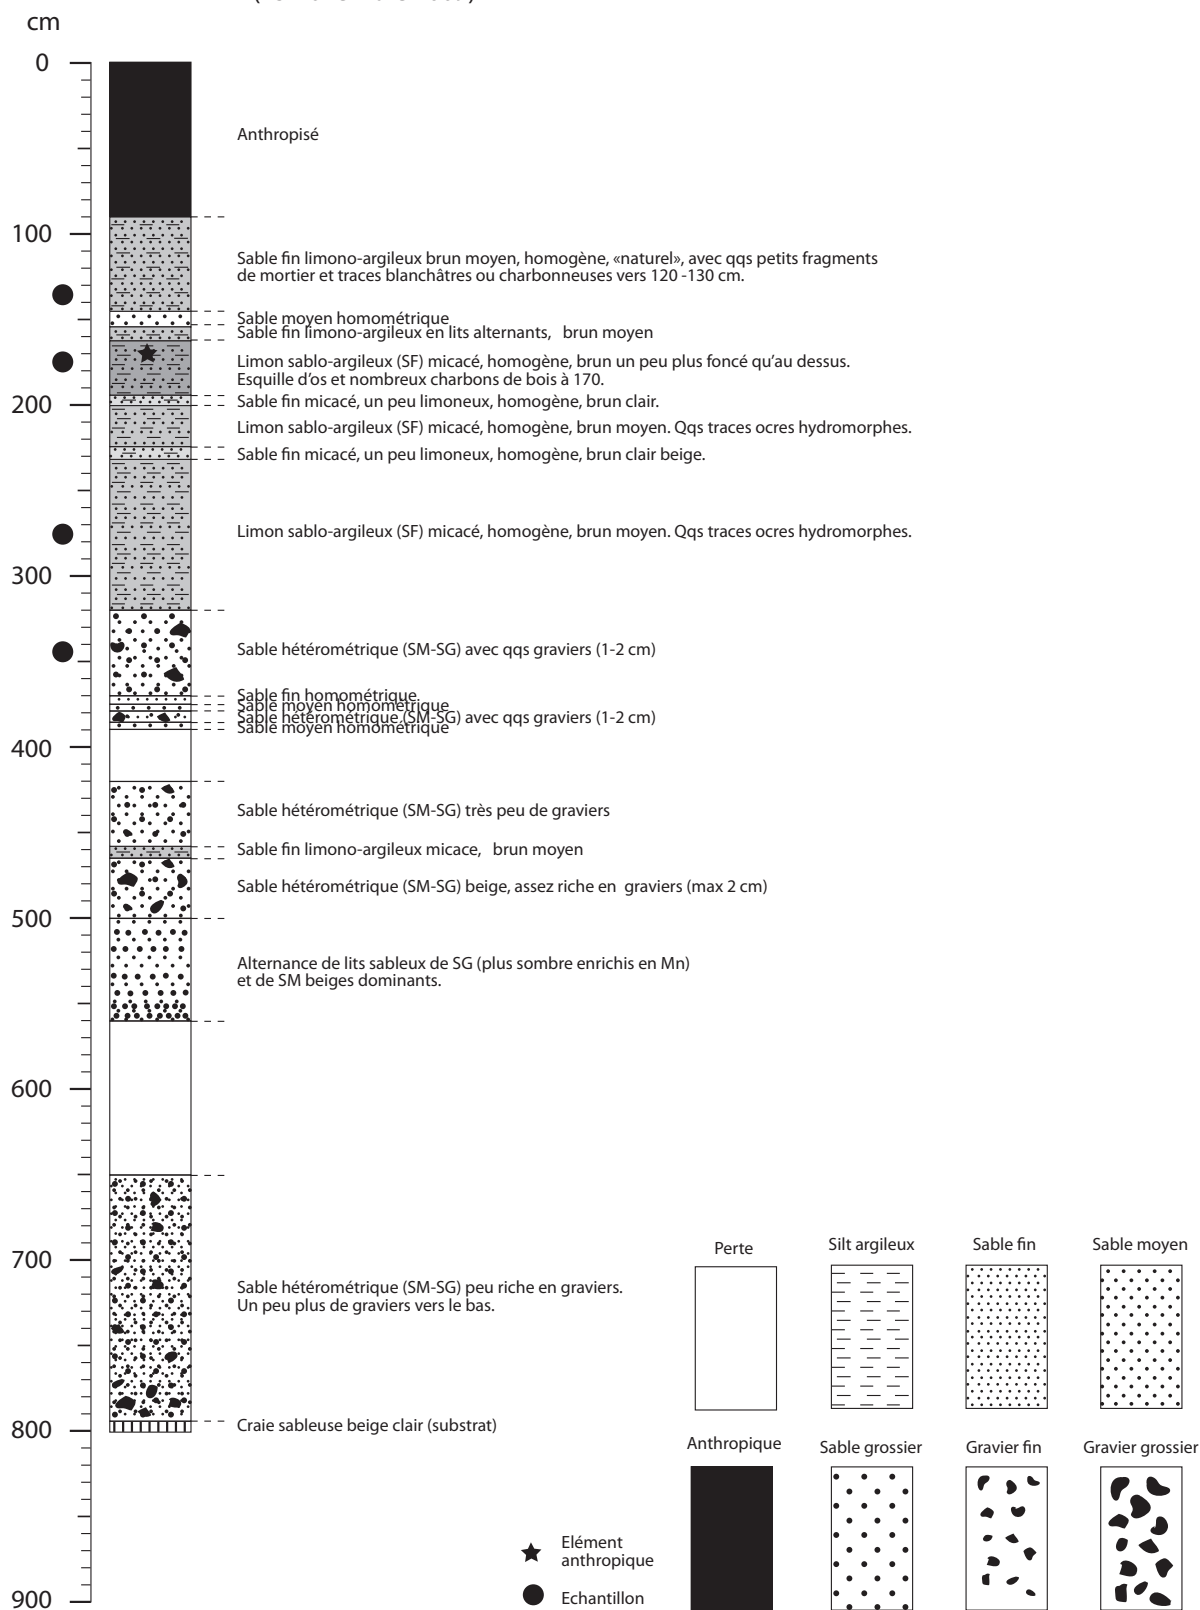 cm
0
Anthropisé
100
Sable fin limono-argileux brun moyen, homogène, «naturel», avec qqs petits fragments
de mortier et traces blanchâtres ou charbonneuses vers 120 -130 cm.
Sable moyen homométrique
Sable fin limono-argileux en lits alternants, brun moyen
Limon sablo-argileux (SF) micacé, homogène, brun un peu plus foncé qu'au dessus.
Esquille d'os et nombreux charbons de bois à 170.
200
Sable fin micacé, un peu limoneux, homogène, brun clair.
Limon sablo-argileux (SF) micacé, homogène, brun moyen. Qqs traces ocres hydromorphes.
Sable fin micacé, un peu limoneux, homogène, brun clair beige.
Limon sablo-argileux (SF) micacé, homogène, brun moyen. Qqs traces ocres hydromorphes.
300
Sable hétérométrique (SM-SG) avec qqs graviers (1-2 cm)
Sable fin homométrique
Sable moyen homométrique
Sable hétérométrique (SM-SG) avec qqs graviers (1-2 cm)
Sable moyen homométrique
400
Sable hétérométrique (SM-SG) très peu de graviers
Sable fin limono-argileux micace, brun moyen
Sable hétérométrique (SM-SG) beige, assez riche en graviers (max 2 cm)
500
Alternance de lits sableux de SG (plus sombre enrichis en Mn)
et de SM beiges dominants.
600
700
Sable hétérométrique (SM-SG) peu riche en graviers.
Un peu plus de graviers vers le bas.
800
Craie sableuse beige clair (substrat)
900
Perte
Silt argileux
Sable fin
Sable moyen
Anthropique
Sable grossier
Gravier fin
Gravier grossier
Elément
anthropique
Echantillon